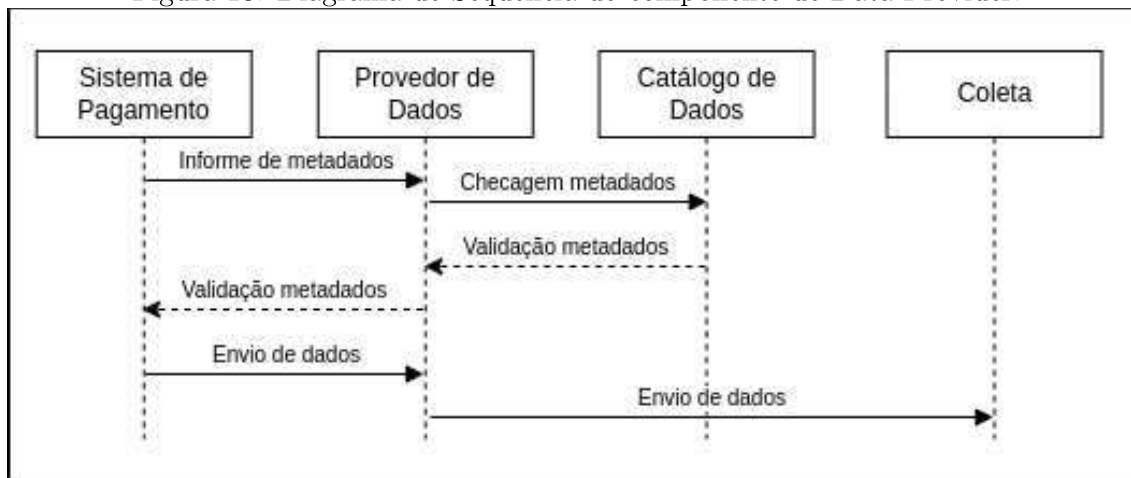 Sistema de
Pagamento
Provedor de
Dados
Catálogo de
Dados
Coleta
Informe de metadados
Checagem metadados
Validação metadados
Validação metadados
Envio de dados
Envio de dados